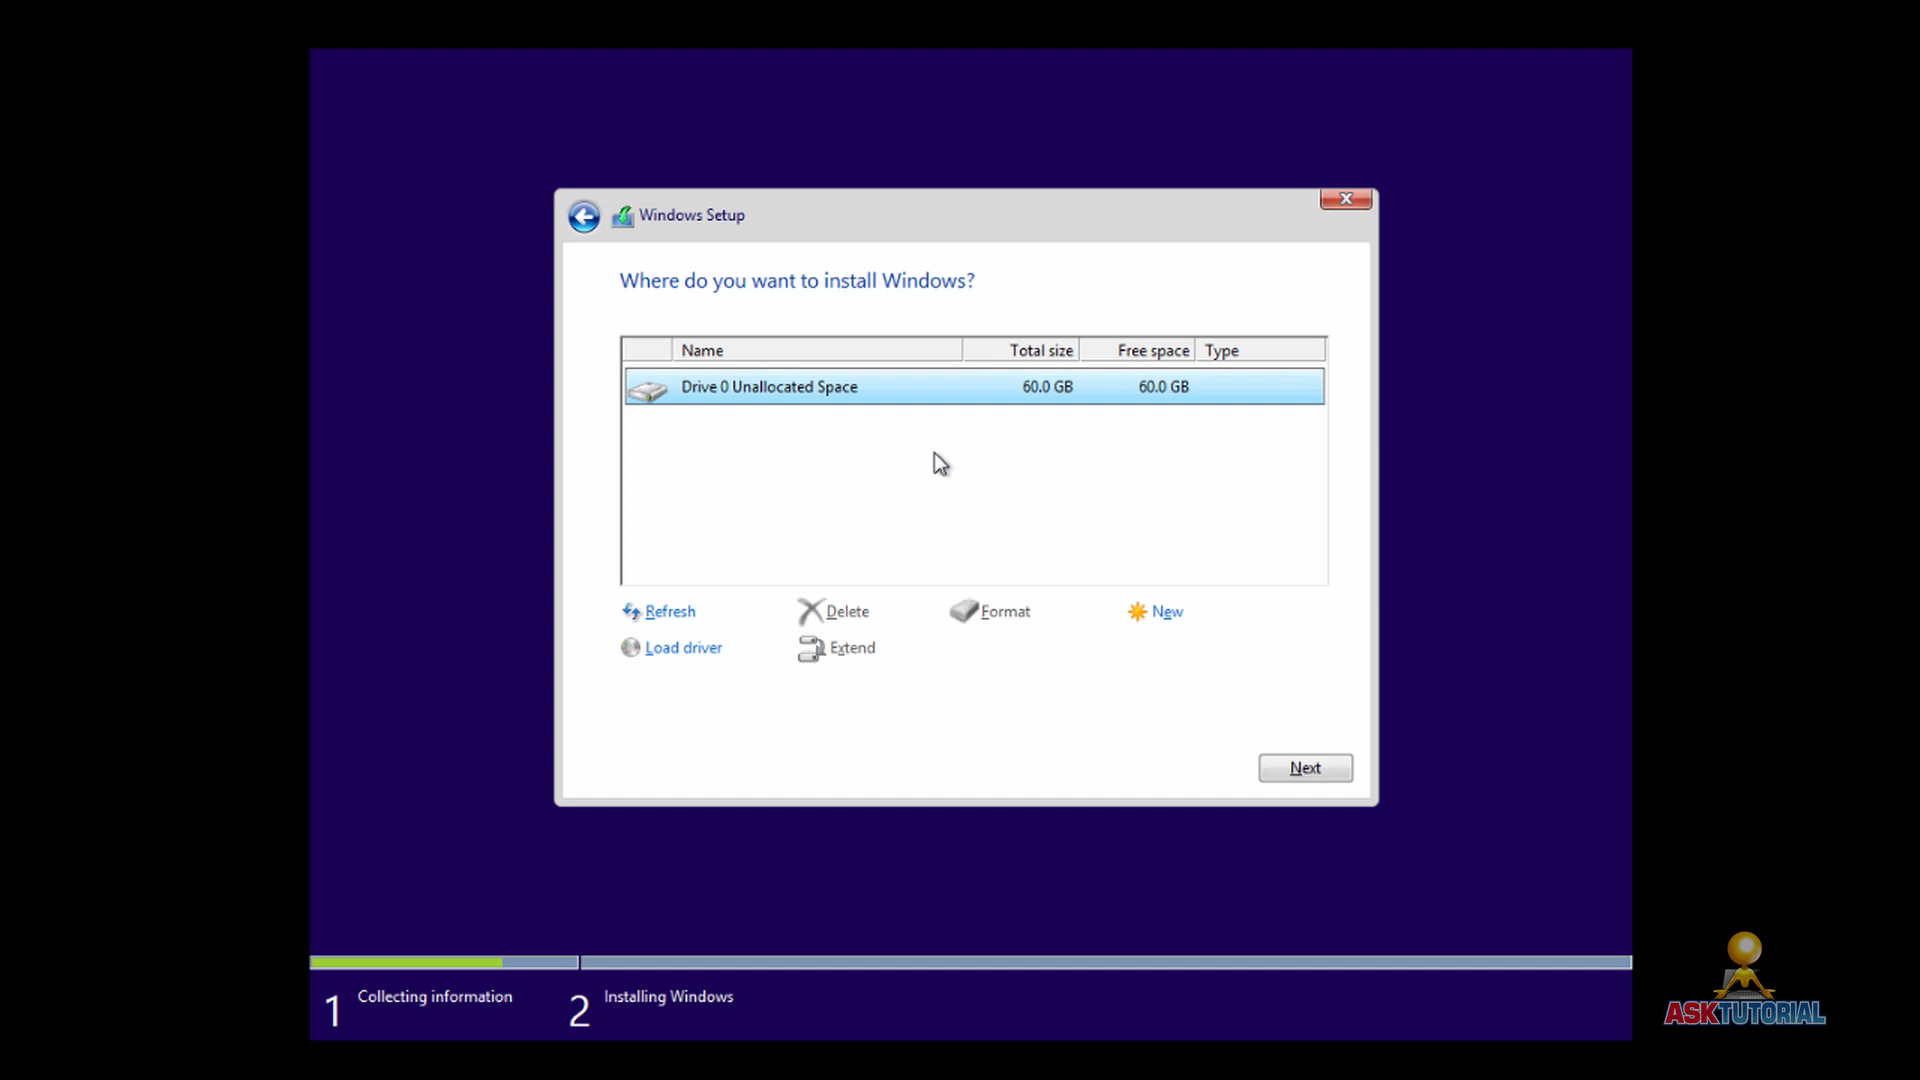 Windows Setup
Where do you want to install Windows?
Name Total size Free space Type
Drive 0 Unallocated Space 60.0 GB 60.0 GB
Refresh Delete Format New
Load driver Extend
Next
1 Collecting information 2 Installing Windows
ASKTUTORIAL